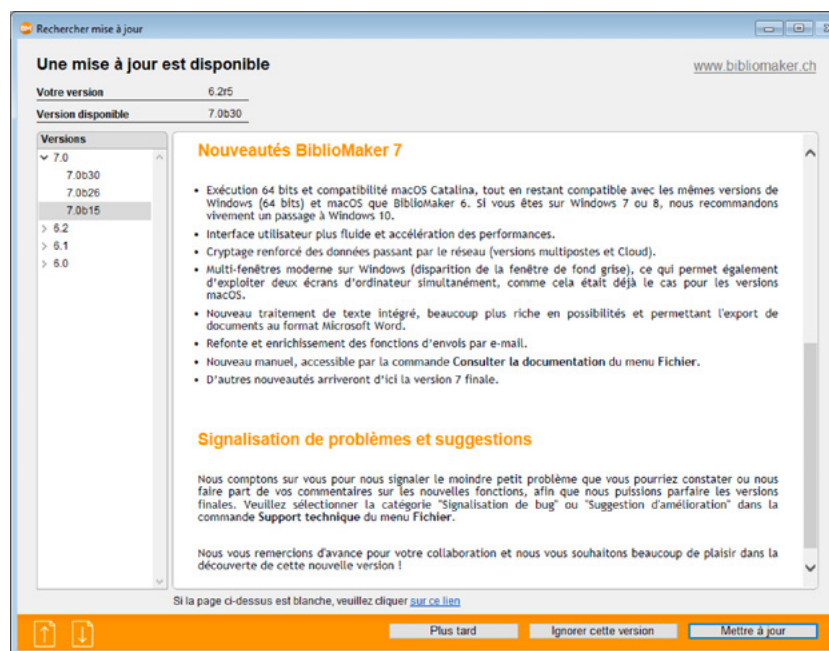 Rechercher mise à jour
Une mise à jour est disponible
www.bibliomaker.ch
Votre version 6.2r5
Version disponible 7.0b30
Versions
7.0
7.0b30
7.0b26
7.0b15
6.2
6.1
6.0
Nouveautés BiblioMaker 7
• Exécution 64 bits et compatibilité macOS Catalina, tout en restant compatible avec les mêmes versions de
Windows (64 bits) et macOS que BiblioMaker 6. Si vous êtes sur Windows 7 ou 8, nous recommandons
vivement un passage à Windows 10.
• Interface utilisateur plus fluide et accélération des performances.
• Cryptage renforcé des données passant par le réseau (versions multipostes et Cloud).
• Multi-fenêtres moderne sur Windows (disparition de la fenêtre de fond grise), ce qui permet également
d'exploiter deux écrans d'ordinateur simultanément, comme cela était déjà le cas pour les versions
macOS.
• Nouveau traitement de texte intégré, beaucoup plus riche en possibilités et permettant l'export de
documents au format Microsoft Word.
• Refonte et enrichissement des fonctions d'envois par e-mail.
• Nouveau manuel, accessible par la commande Consulter la documentation du menu Fichier.
• D'autres nouveautés arriveront d'ici la version 7 finale.
Signalisation de problèmes et suggestions
Nous comptons sur vous pour nous signaler le moindre petit problème que vous pourriez constater ou nous
faire part de vos commentaires sur les nouvelles fonctions, afin que nous puissions parfaire les versions
finales. Veuillez sélectionner la catégorie "Signalisation de bug" ou "Suggestion d'amélioration" dans la
commande Support technique du menu Fichier.
Nous vous remercions d'avance pour votre collaboration et nous vous souhaitons beaucoup de plaisir dans la
découverte de cette nouvelle version !
Si la page ci-dessus est blanche, veuillez cliquer sur ce lien
Plus tard
Ignorer cette version
Mettre à jour